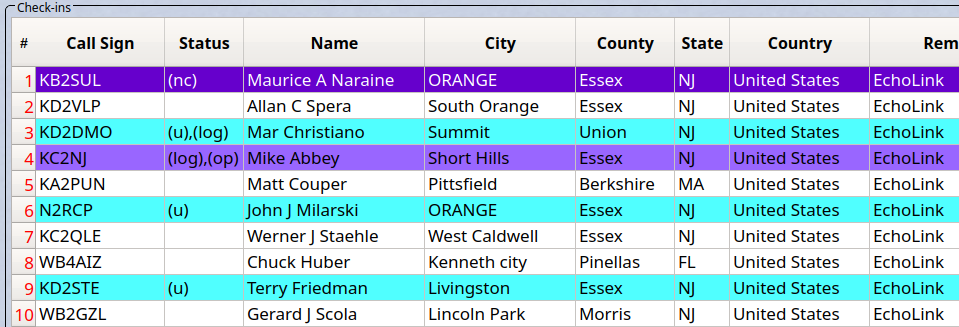 Check-ins
# Call Sign Status Name City County State Country Rem
1 KB2SUL (nc) Maurice A Naraine ORANGE Essex NJ United States EchoLink
2 KD2VLP Allan C Spera South Orange Essex NJ United States EchoLink
3 KD2DMO (u),(log) Mar Christiano Summit Union NJ United States EchoLink
4 KC2NJ (log),(op) Mike Abbey Short Hills Essex NJ United States EchoLink
5 KA2PUN Matt Couper Pittsfield Berkshire MA United States EchoLink
6 N2RCP (u) John J Milarski ORANGE Essex NJ United States EchoLink
7 KC2QLE Werner J Staehle West Caldwell Essex NJ United States EchoLink
8 WB4AIZ Chuck Huber Kenneth city Pinellas FL United States EchoLink
9 KD2STE (u) Terry Friedman Livingston Essex NJ United States EchoLink
10 WB2GZL Gerard J Scola Lincoln Park Morris NJ United States EchoLink